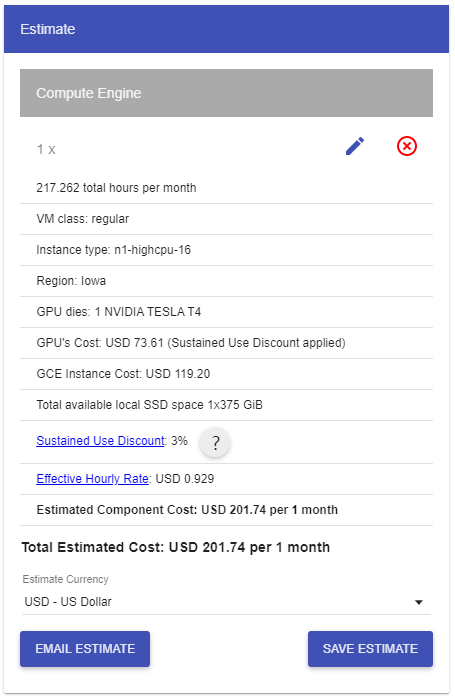 Estimate
Compute Engine
1 x
217.262 total hours per month
VM class: regular
Instance type: n1-highcpu-16
Region: Iowa
GPU dies: 1 NVIDIA TESLA T4
GPU's Cost: USD 73.61 (Sustained Use Discount applied)
GCE Instance Cost: USD 119.20
Total available local SSD space 1x375 GiB
Sustained Use Discount: 3% ?
Effective Hourly Rate: USD 0.929
Estimated Component Cost: USD 201.74 per 1 month
Total Estimated Cost: USD 201.74 per 1 month
Estimate Currency
USD - US Dollar
EMAIL ESTIMATE SAVE ESTIMATE